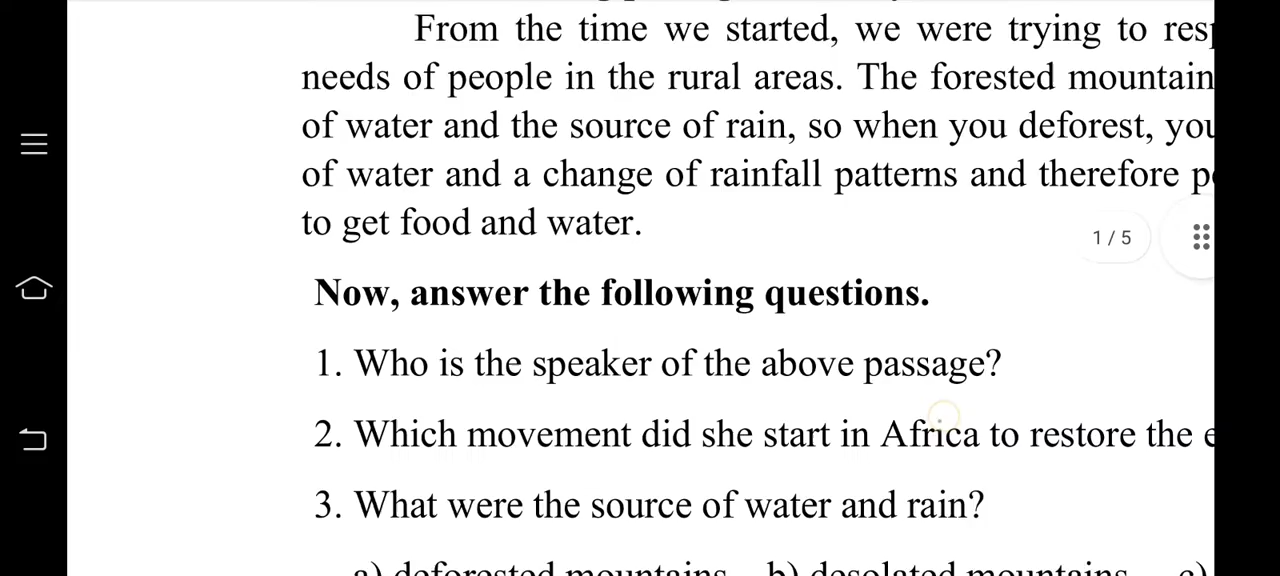 From the time we started, we were trying to
needs of people in the rural areas. The forested mountain
of water and the source of rain, so when you deforest,
of water and a change of rainfall patterns and therefore
to get food and water.
1 / 5
Now, answer the following questions.
1. Who is the speaker of the above passage?
2. Which movement did she start in Africa to restore the
3. What were the source of water and rain?
a) deforested mountains b) desolated mountains c)